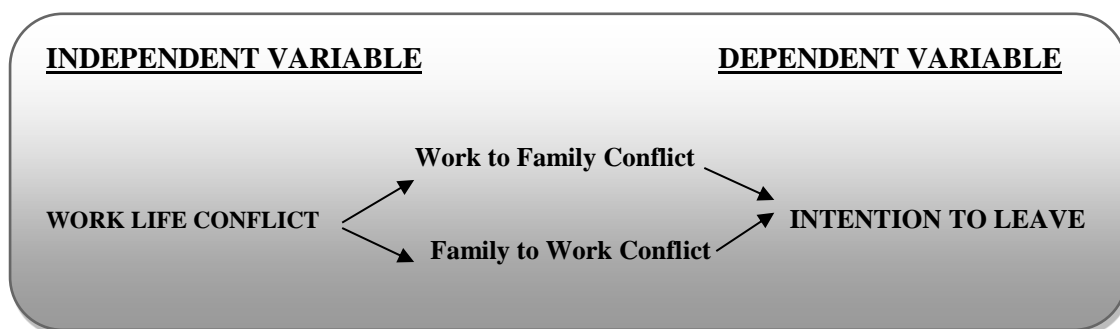 INDEPENDENT VARIABLE
DEPENDENT VARIABLE
Work to Family Conflict
WORK LIFE CONFLICT
INTENTION TO LEAVE
Family to Work Conflict